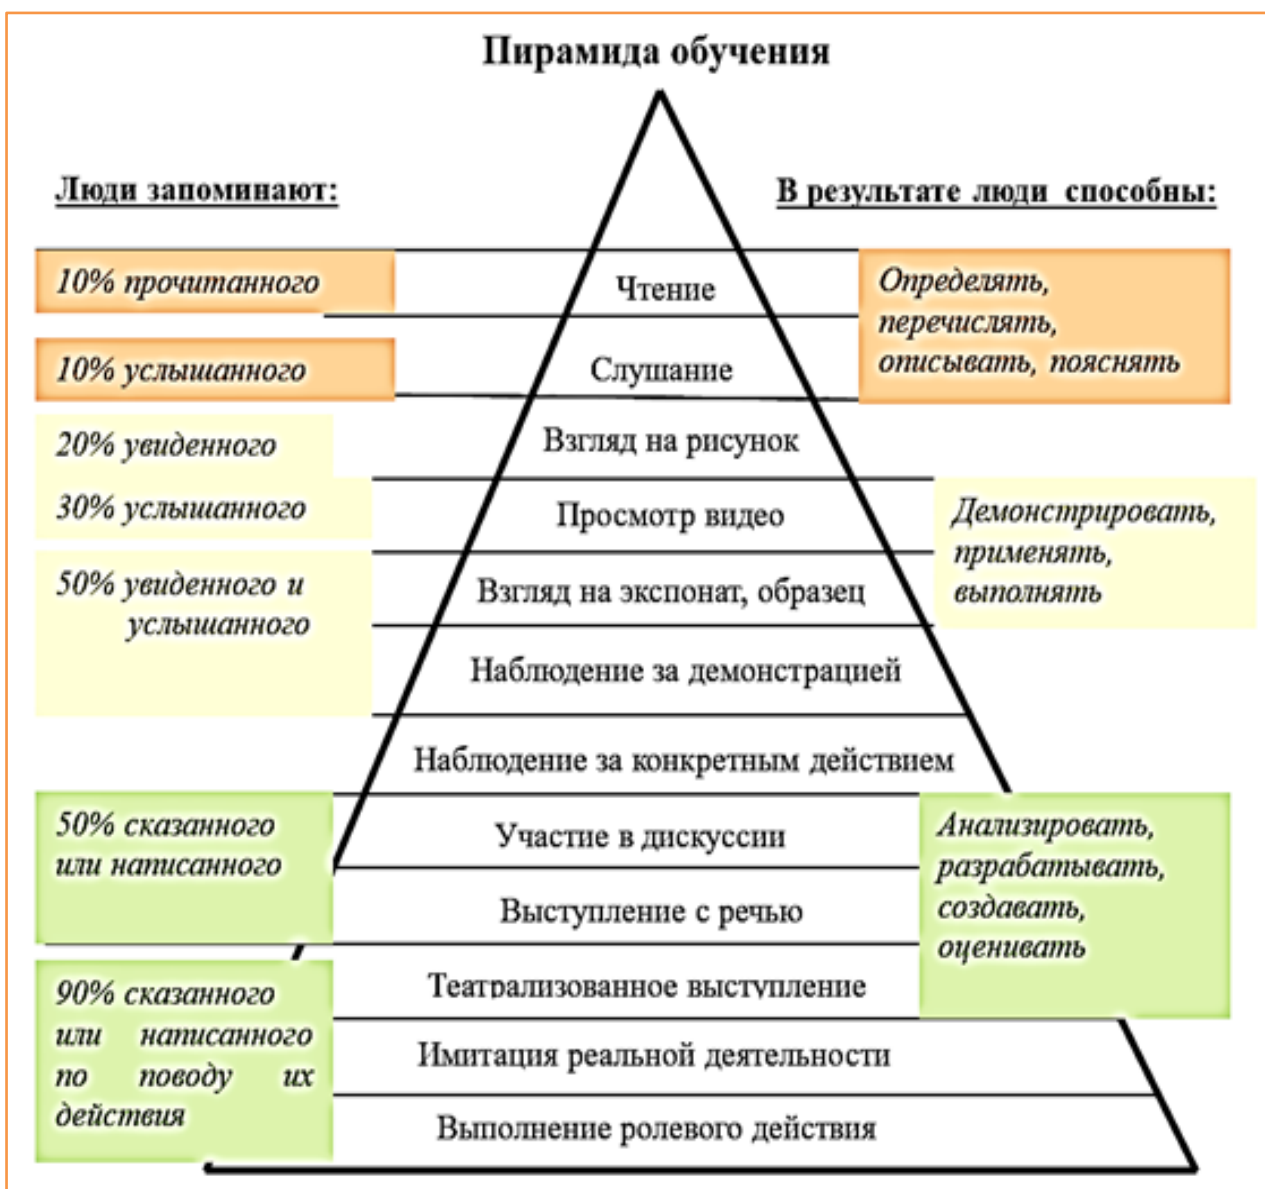 Пирамида обучения
Люди запоминают:
В результате люди способны:
10% прочитанного
Чтение
Определять,
перечислять,
описывать, пояснять
10% услышанного
Слушание
20% увиденного
Взгляд на рисунок
30% услышанного
Просмотр видео
Демонстрировать,
применять,
выполнять
50% увиденного и
услышанного
Взгляд на экспонат, образец
Наблюдение за демонстрацией
Наблюдение за конкретным действием
50% сказанного
или написанного
Участие в дискуссии
Анализировать,
разрабатывать,
создавать,
оценивать
Выступление с речью
90% сказанного
или написанного
по поводу их
действия
Театрализованное выступление
Имитация реальной деятельности
Выполнение ролевого действия